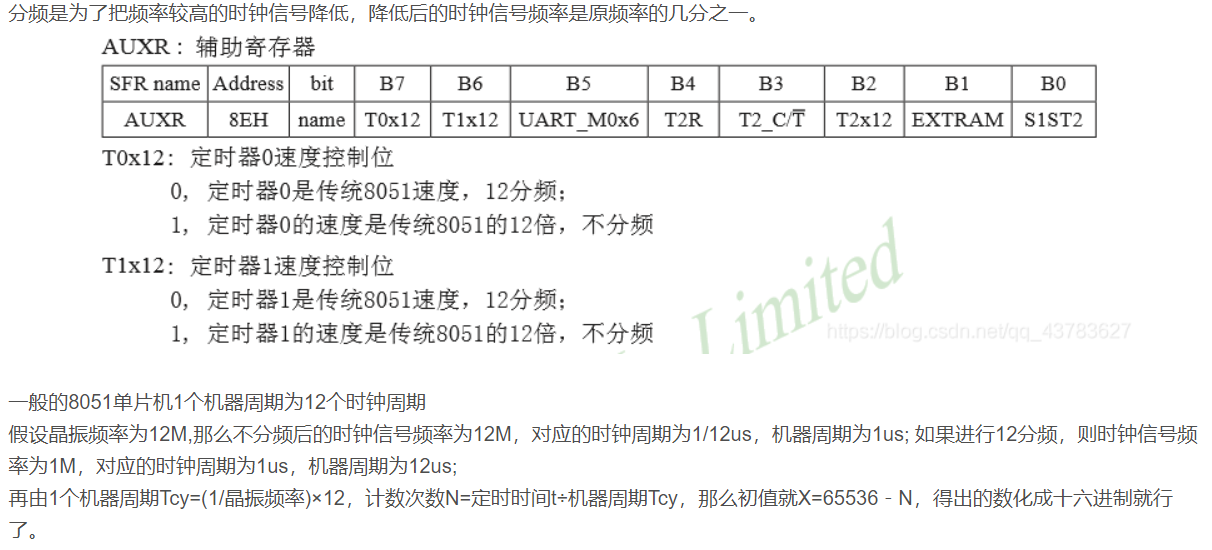 分频是为了把频率较高的时钟信号降低，降低后的时钟信号频率是原频率的几分之一。
AUXR：辅助寄存器
SFR name Address bit B7 B6 B5 B4 B3 B2 B1 B0
AUXR 8EH name T0x12 T1x12 UART_M0x6 T2R T2_C/T̅ T2x12 EXTRAM S1ST2
T0x12：定时器0速度控制位
0，定时器0是传统8051速度，12分频；
1，定时器0的速度是传统8051的12倍，不分频
T1x12：定时器1速度控制位
0，定时器1是传统8051速度，12分频；
1，定时器1的速度是传统8051的12倍，不分频
Limited
https://blog.csdn.net/qq_43783627
一般的8051单片机1个机器周期为12个时钟周期
假设晶振频率为12M,那么不分频后的时钟信号频率为12M，对应的时钟周期为1/12us，机器周期为1us; 如果进行12分频，则时钟信号频
率为1M，对应的时钟周期为1us，机器周期为12us;
再由1个机器周期Tcy=(1/晶振频率)×12，计数次数N=定时时间t÷机器周期Tcy，那么初值就X=65536 - N，得出的数化成十六进制就行
了。